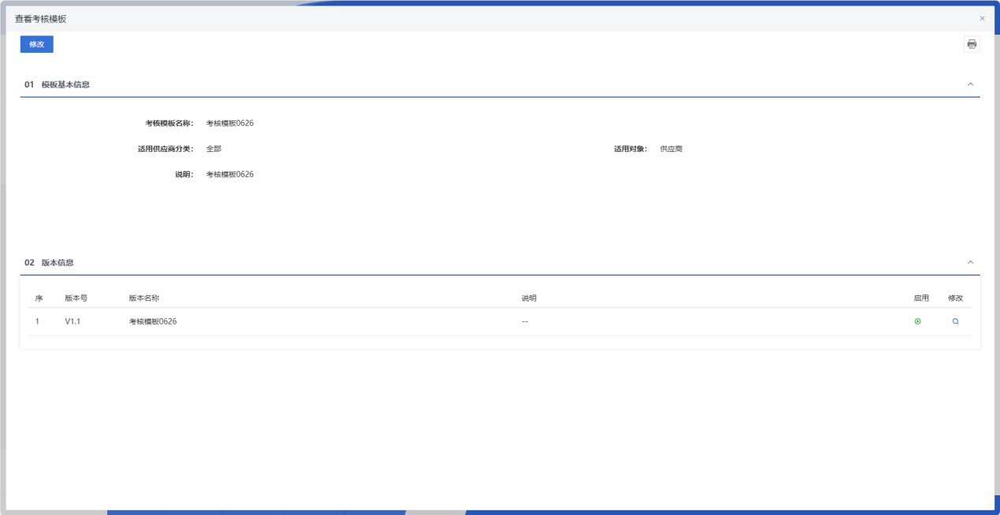 查看考核模板
修改
01 模板基本信息
考核模板名称： 考核模板0626
适用供应商分类： 全部 适用对象： 供应商
说明： 考核模板0626
02 版本信息
序 版本号 版本名称 说明 启用 修改
1 V1.1 考核模板0626 --